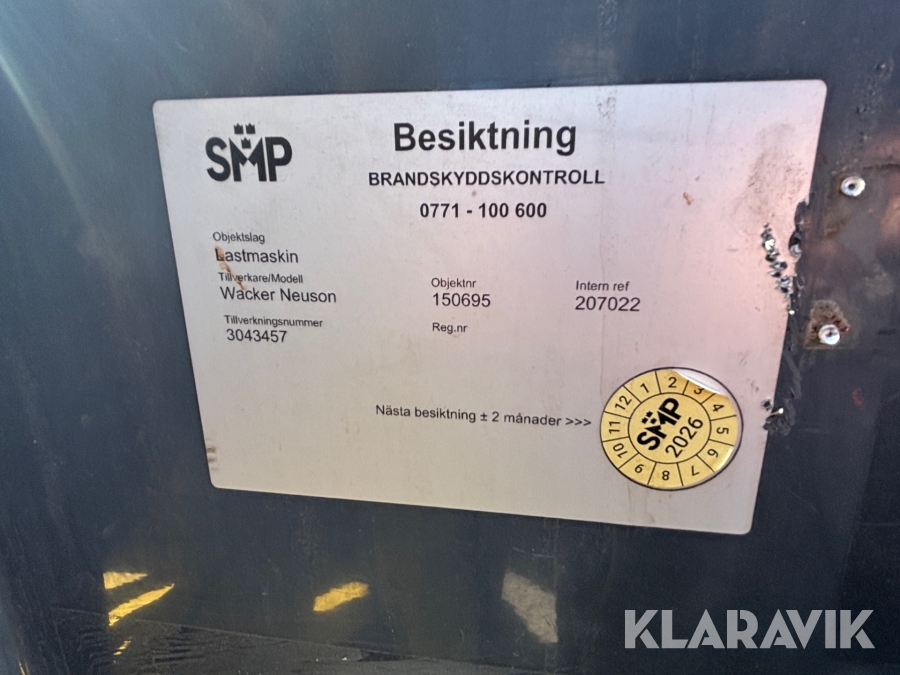 SMP
Besiktning
BRANDSKYDDSKONTROLL
0771 - 100 600
Objektslag
Lastmaskin
Tillverkare/Modell
Wacker Neuson
Objektnr
150695
Intern ref
207022
Tillverkningsnummer
3043457
Reg.nr
Nästa besiktning ± 2 månader >>>
1 2 3 4 5 6 7 8 9 10 11 12
SMP
2026
KLARAVIK